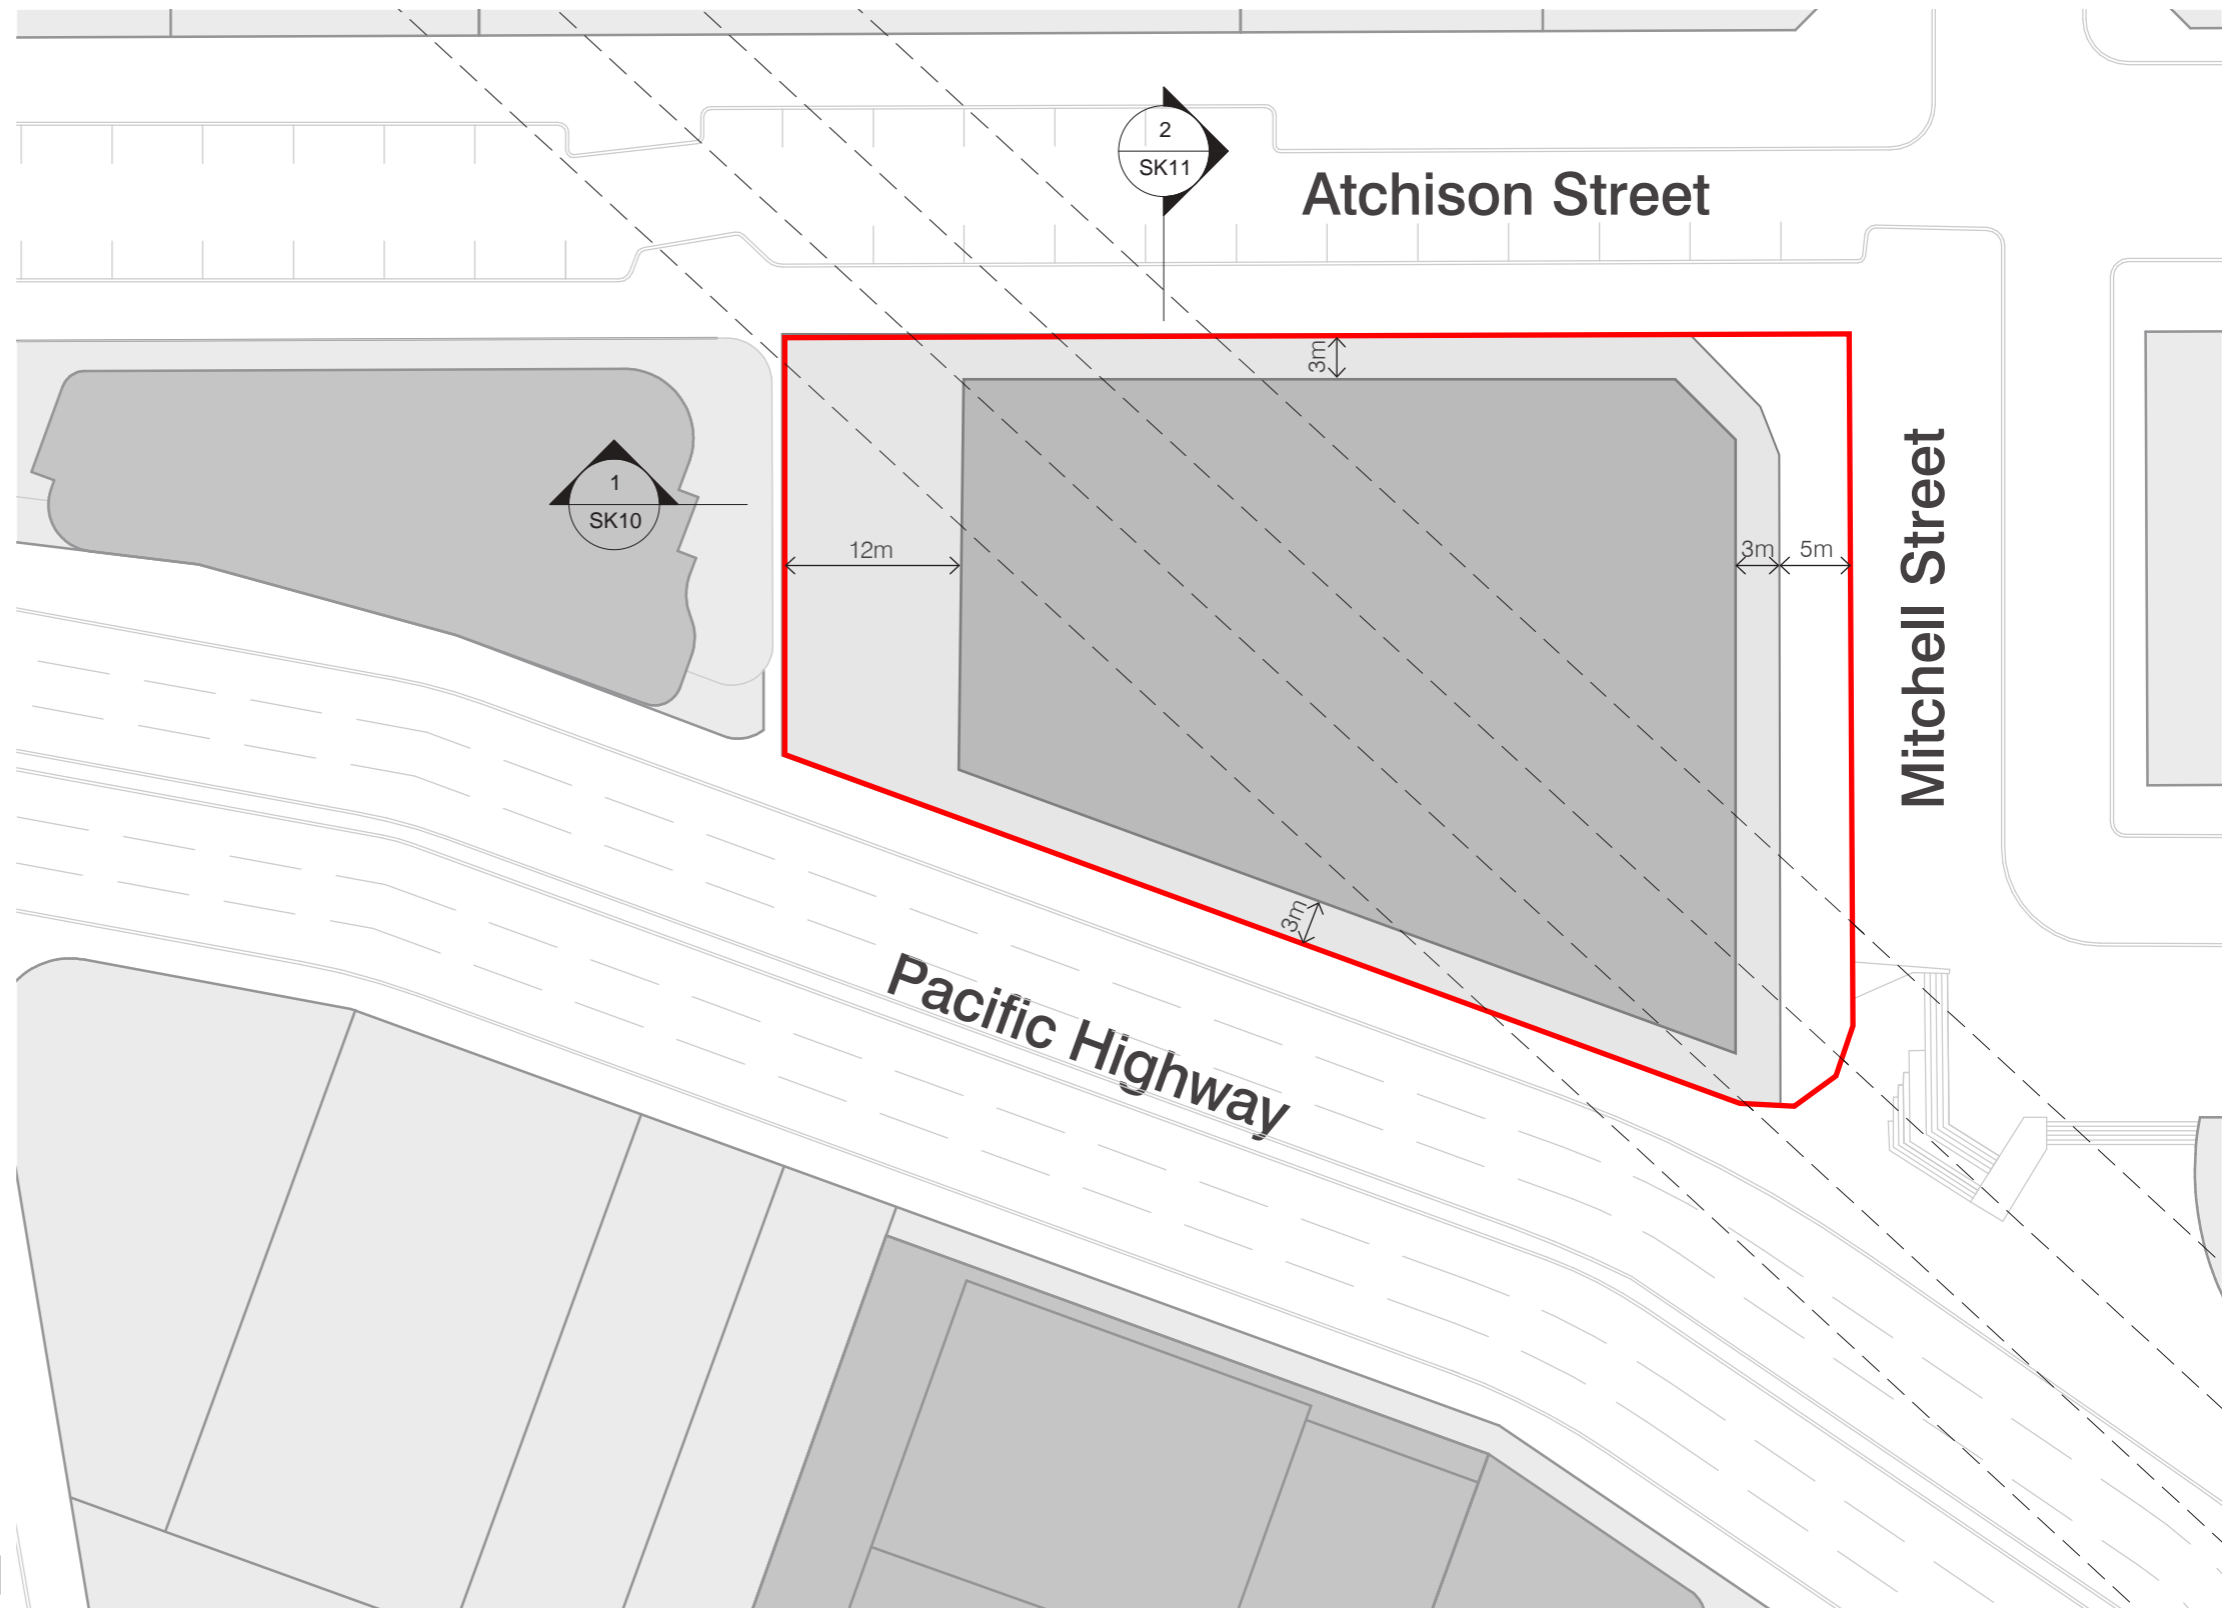 2
SK11
Atchison Street
3m
1
SK10
12m
3m
5m
Mitchell Street
3m
Pacific Highway